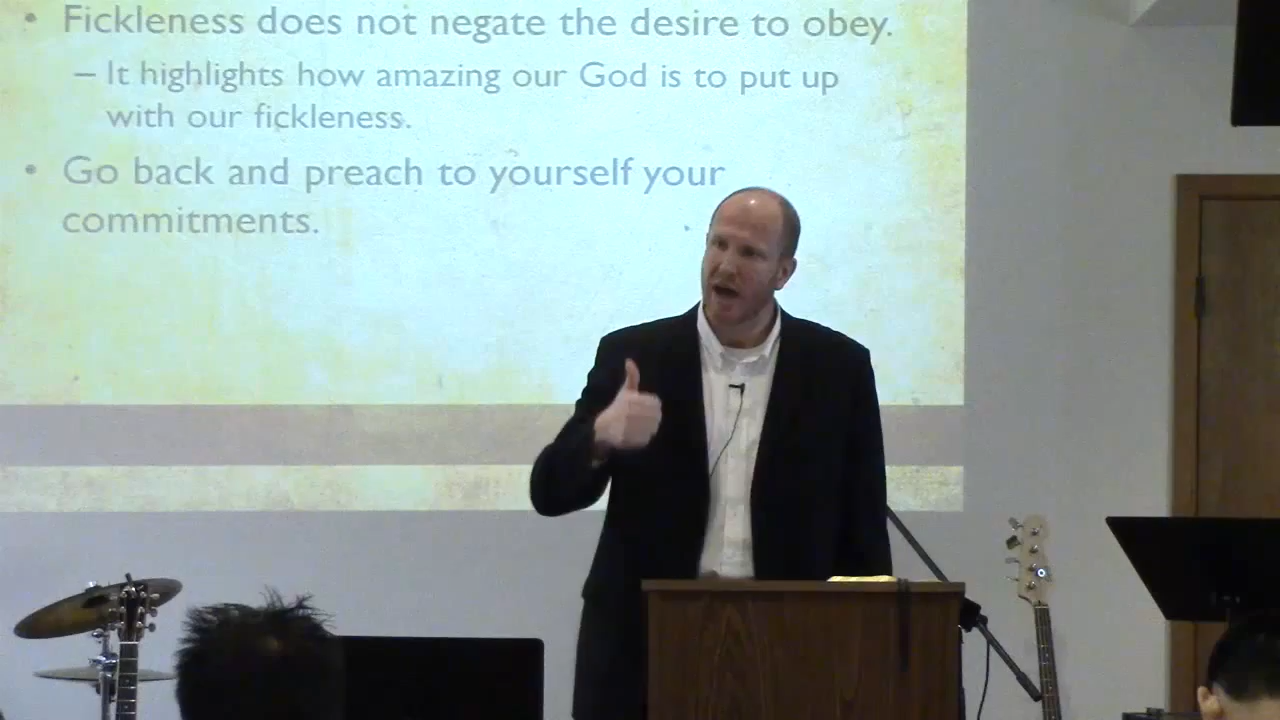 • Fickleness does not negate the desire to obey.
– It highlights how amazing our God is to put up
with our fickleness.
• Go back and preach to yourself your
commitments.